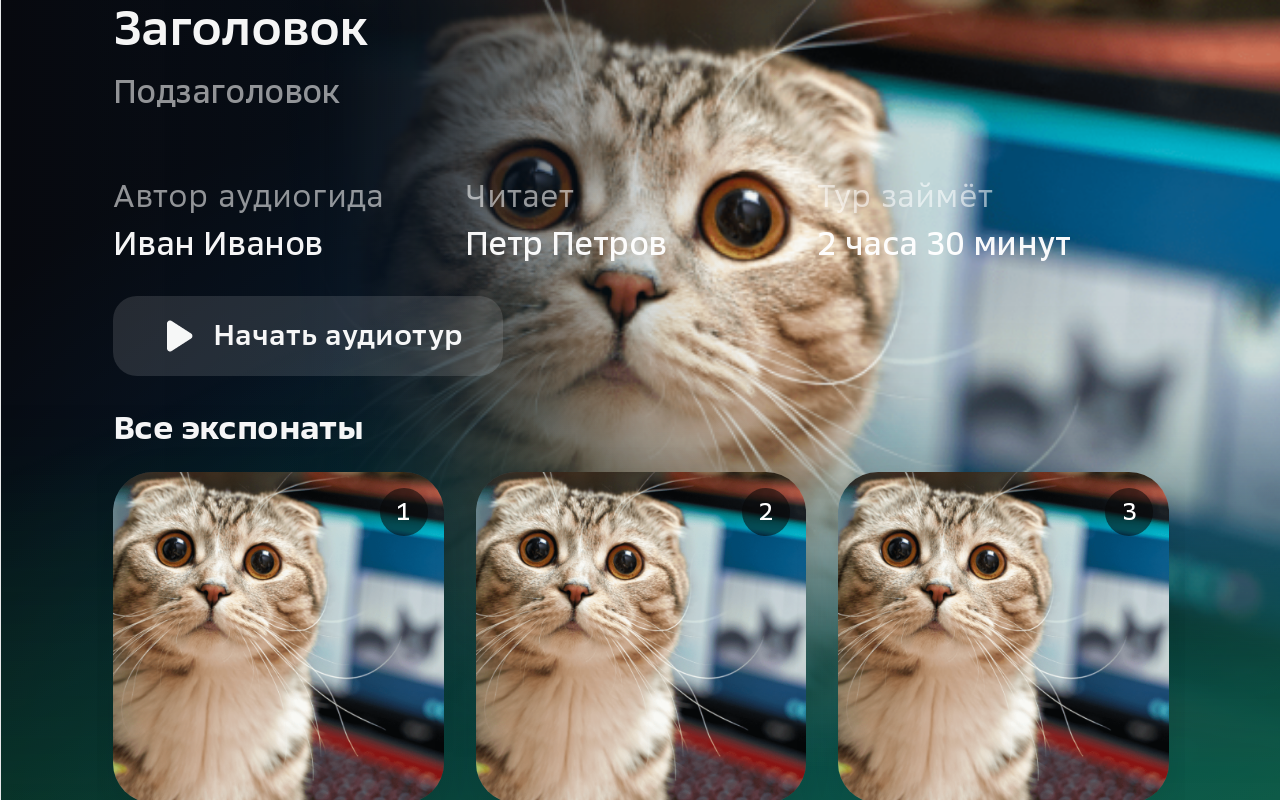 Заголовок
Подзаголовок
Автор аудиогида
Читает
Тур займёт
Иван Иванов
Петр Петров
2 часа 30 минут
Начать аудиотур
Все экспонаты
1
2
3